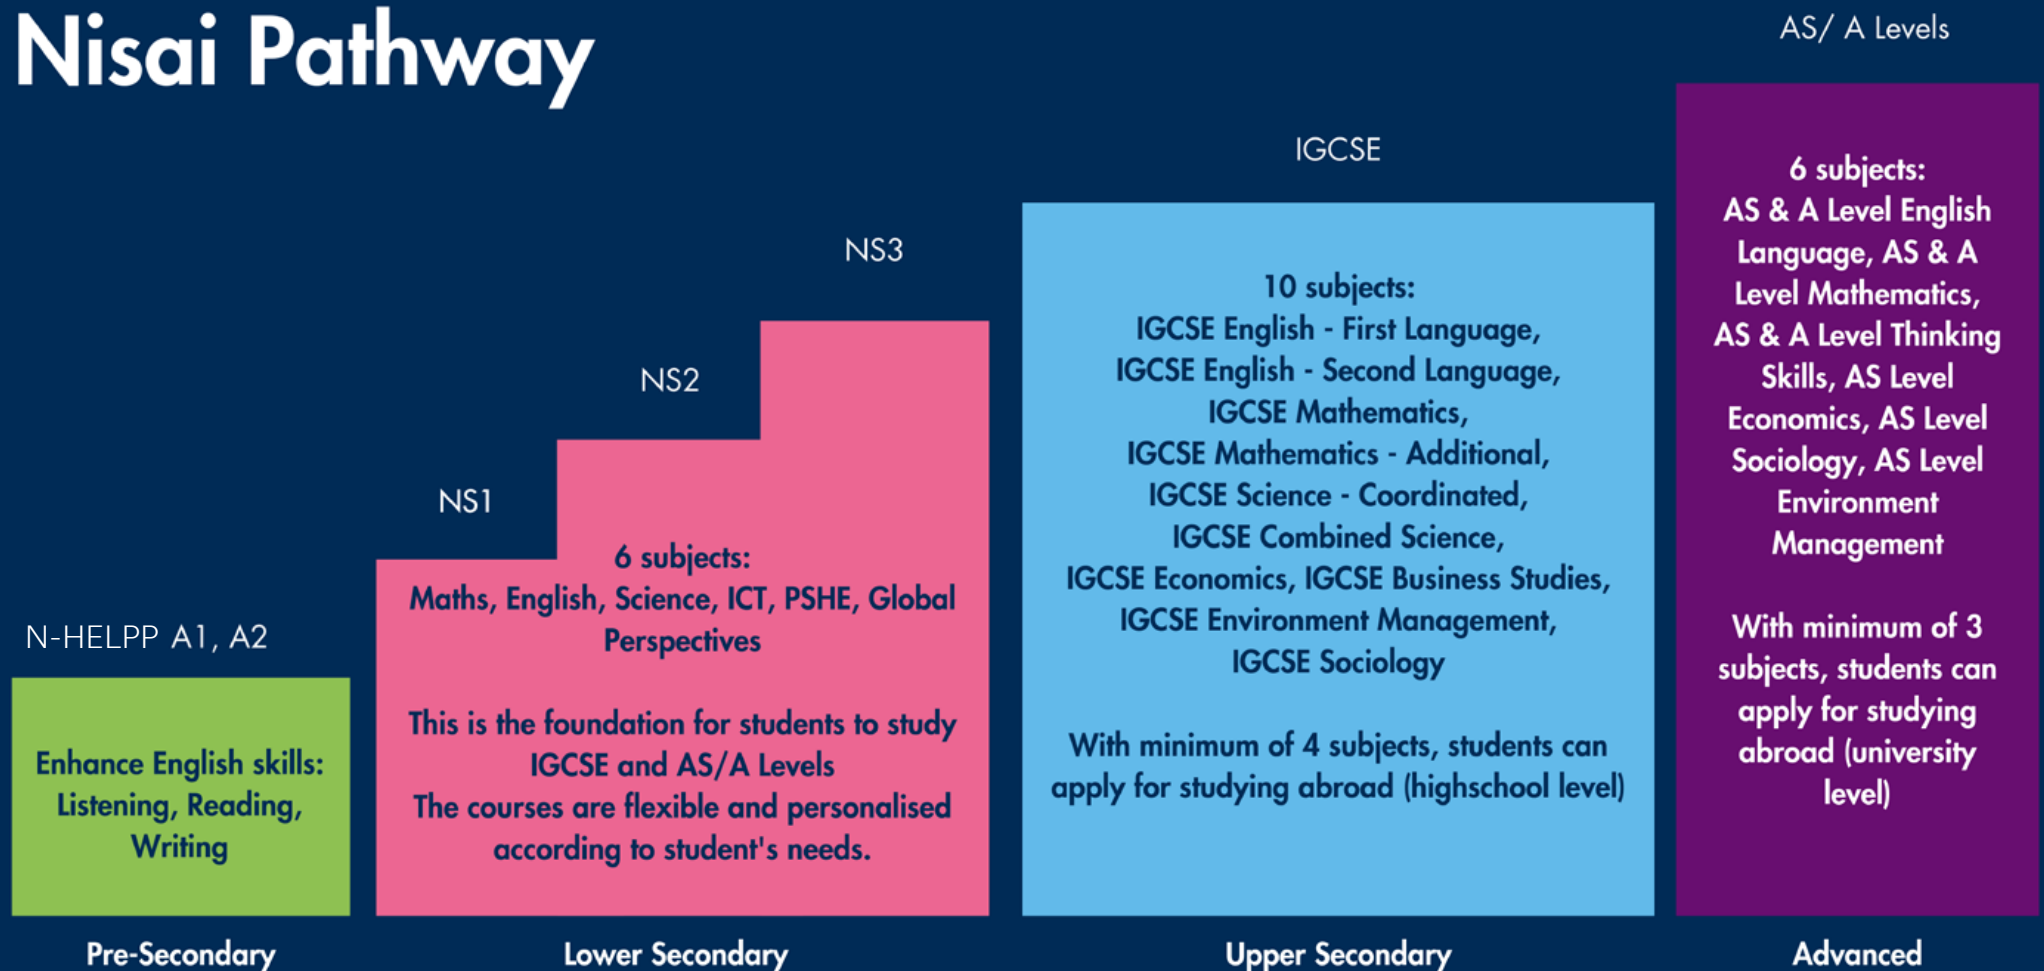 Nisai Pathway
N-HELPP A1, A2
Enhance English skills:
Listening, Reading,
Writing
Pre-Secondary
NS1
NS2
NS3
6 subjects:
Maths, English, Science, ICT, PSHE, Global
Perspectives
This is the foundation for students to study
IGCSE and AS/A Levels
The courses are flexible and personalised
according to student's needs.
Lower Secondary
IGCSE
10 subjects:
IGCSE English - First Language,
IGCSE English - Second Language,
IGCSE Mathematics,
IGCSE Mathematics - Additional,
IGCSE Science - Coordinated,
IGCSE Combined Science,
IGCSE Economics, IGCSE Business Studies,
IGCSE Environment Management,
IGCSE Sociology
With minimum of 4 subjects, students can
apply for studying abroad (highschool level)
Upper Secondary
AS/ A Levels
6 subjects:
AS & A Level English
Language, AS & A
Level Mathematics,
AS & A Level Thinking
Skills, AS Level
Economics, AS Level
Sociology, AS Level
Environment
Management
With minimum of 3
subjects, students can
apply for studying
abroad (university
level)
Advanced